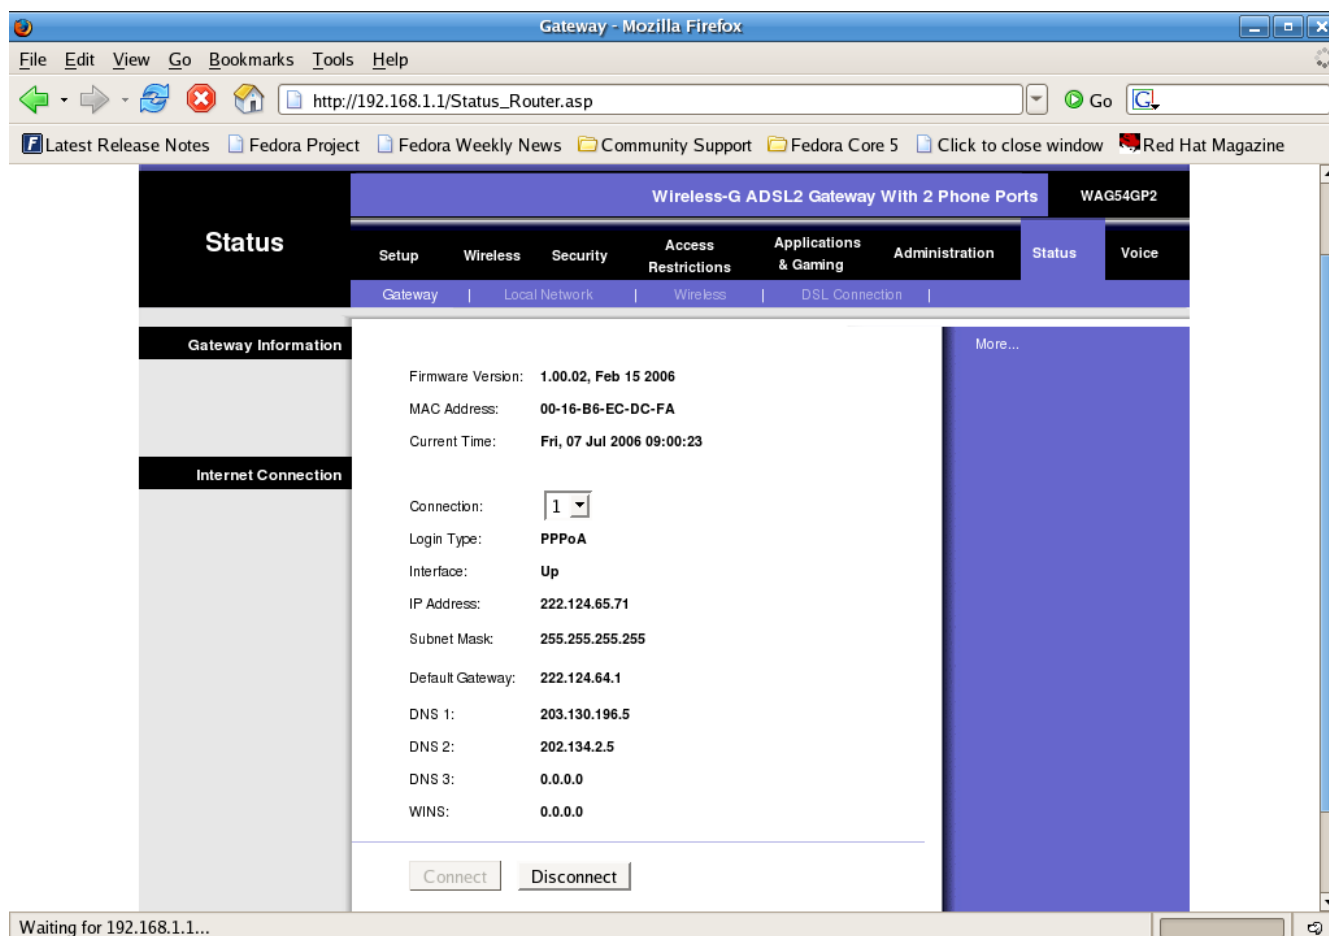 Gateway - Mozilla Firefox
File Edit View Go Bookmarks Tools Help
http://192.168.1.1/Status_Router.asp Go G
Latest Release Notes Fedora Project Fedora Weekly News Community Support Fedora Core 5 Click to close window Red Hat Magazine
Wireless-G ADSL2 Gateway With 2 Phone Ports WAG54GP2
Status
Setup Wireless Security Access Restrictions Applications & Gaming Administration Status Voice
Gateway | Local Network | Wireless | DSL Connection |
Gateway Information
More...
Firmware Version: 1.00.02, Feb 15 2006
MAC Address: 00-16-B6-EC-DC-FA
Current Time: Fri, 07 Jul 2006 09:00:23
Internet Connection
Connection: 1
Login Type: PPPoA
Interface: Up
IP Address: 222.124.65.71
Subnet Mask: 255.255.255.255
Default Gateway: 222.124.64.1
DNS 1: 203.130.196.5
DNS 2: 202.134.2.5
DNS 3: 0.0.0.0
WINS: 0.0.0.0
Connect Disconnect
Waiting for 192.168.1.1...